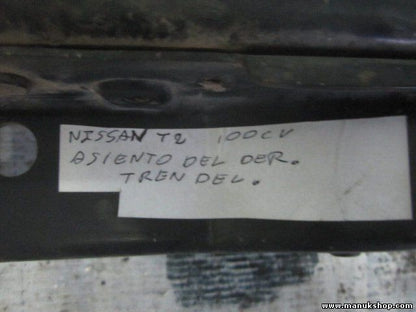 NISSAN T2 100CV
ASIENTO DEL DER.
TREN DEL.
www.manukshop.com